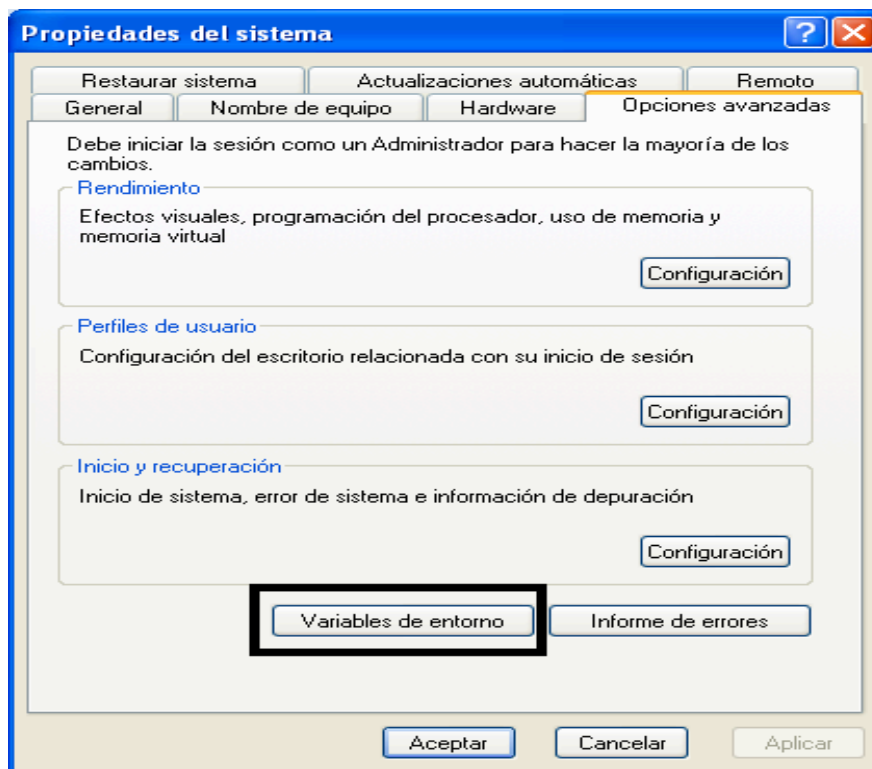 Propiedades del sistema
Restaurar sistema Actualizaciones automáticas Remoto
General Nombre de equipo Hardware Opciones avanzadas
Debe iniciar la sesión como un Administrador para hacer la mayoría de los
cambios.
Rendimiento
Efectos visuales, programación del procesador, uso de memoria y
memoria virtual
Configuración
Perfiles de usuario
Configuración del escritorio relacionada con su inicio de sesión
Configuración
Inicio y recuperación
Inicio de sistema, error de sistema e información de depuración
Configuración
Variables de entorno Informe de errores
Aceptar Cancelar Aplicar